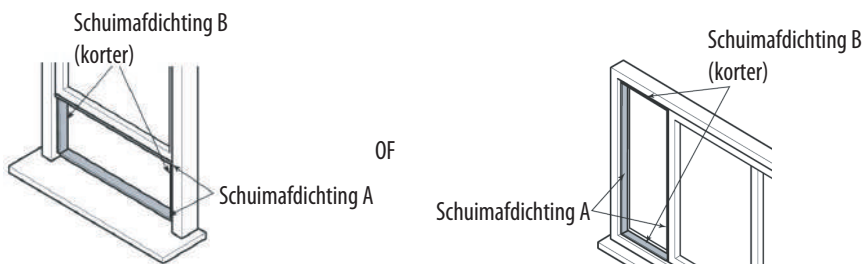 Schuimafdichting B
(korter)
Schuimafdichting A
OF
Schuimafdichting B
(korter)
Schuimafdichting A